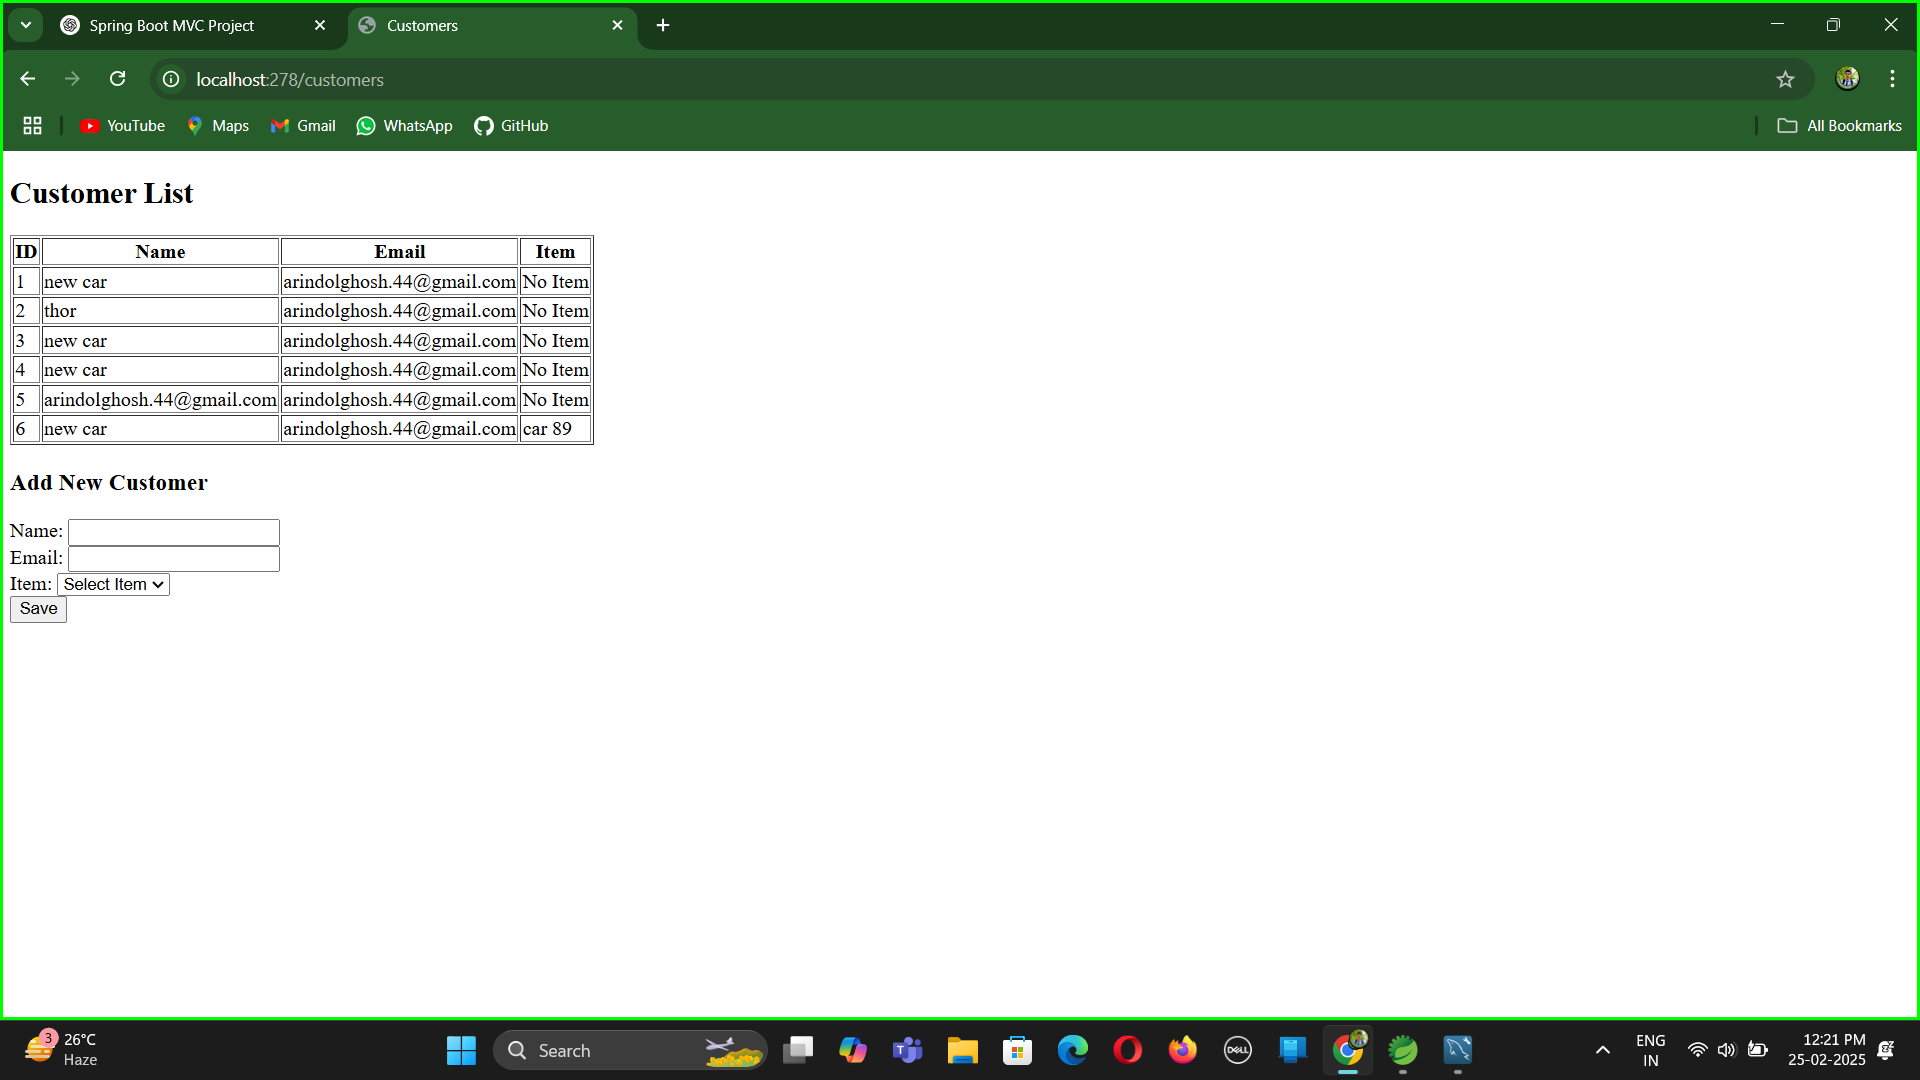 Spring Boot MVC Project
Customers
localhost:278/customers
YouTube
Maps
Gmail
WhatsApp
GitHub
All Bookmarks
Customer List
ID Name Email Item
1 new car arindolghosh.44@gmail.com No Item
2 thor arindolghosh.44@gmail.com No Item
3 new car arindolghosh.44@gmail.com No Item
4 new car arindolghosh.44@gmail.com No Item
5 arindolghosh.44@gmail.com arindolghosh.44@gmail.com No Item
6 new car arindolghosh.44@gmail.com car 89
Add New Customer
Name:
Email:
Item: Select Item
Save
3
26°C
Haze
Search
DELL
ENG
IN
12:21 PM
25-02-2025